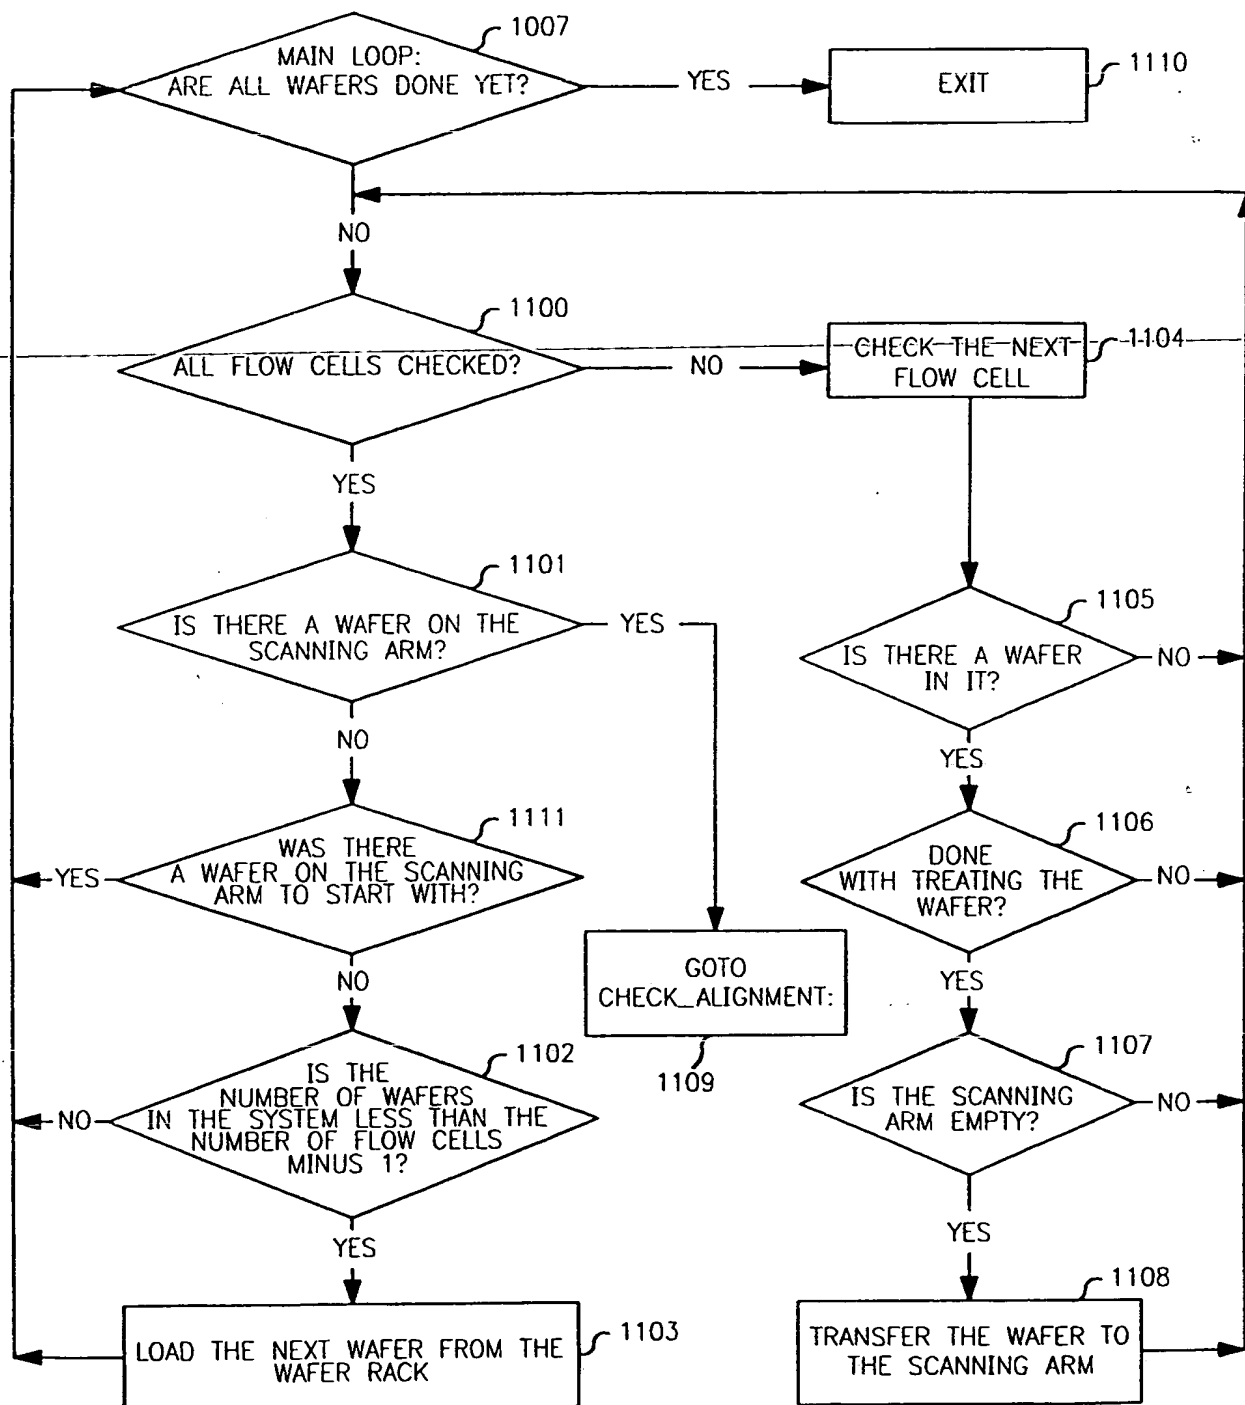 1007
MAIN LOOP:
ARE ALL WAFERS DONE YET?
YES
EXIT
1110
NO
1100
ALL FLOW CELLS CHECKED?
NO
CHECK THE NEXT
FLOW CELL
1104
YES
1101
IS THERE A WAFER ON THE
SCANNING ARM?
YES
1105
IS THERE A WAFER
IN IT?
NO
NO
YES
1111
WAS THERE
A WAFER ON THE SCANNING
ARM TO START WITH?
YES
1106
DONE
WITH TREATING THE
WAFER?
NO
NO
GOTO
CHECK_ALIGNMENT:
1109
YES
1102
IS THE
NUMBER OF WAFERS
IN THE SYSTEM LESS THAN THE
NUMBER OF FLOW CELLS
MINUS 1?
NO
1107
IS THE SCANNING
ARM EMPTY?
NO
YES
YES
1103
LOAD THE NEXT WAFER FROM THE
WAFER RACK
1108
TRANSFER THE WAFER TO
THE SCANNING ARM